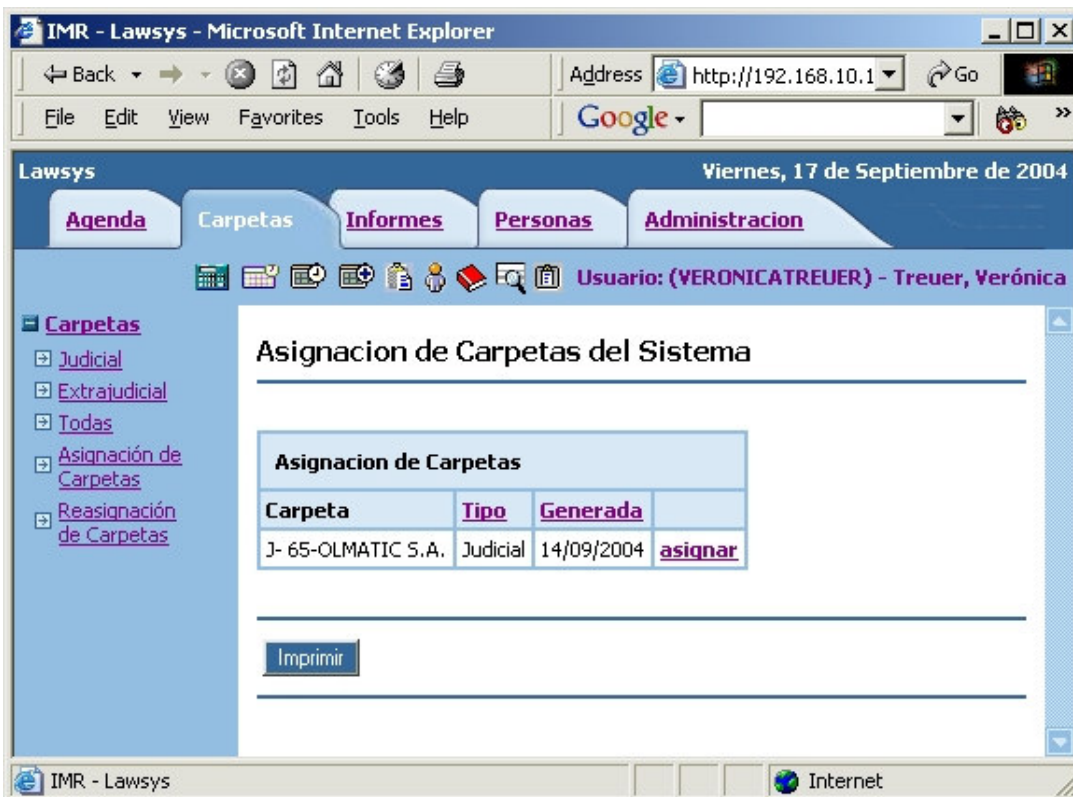 IMR - Lawsys - Microsoft Internet Explorer
Back Address http://192.168.10.1 Go
File Edit View Favorites Tools Help Google »
Lawsys Viernes, 17 de Septiembre de 2004
Agenda Carpetas Informes Personas Administracion
Usuario: (VERONICATREUER) - Treuer, Verónica
Carpetas
Judicial
Extrajudicial
Todas
Asignación de
Carpetas
Reasignación
de Carpetas
Asignacion de Carpetas del Sistema
Asignacion de Carpetas
Carpeta Tipo Generada
J- 65-OLMATIC S.A. Judicial 14/09/2004 asignar
Imprimir
IMR - Lawsys Internet